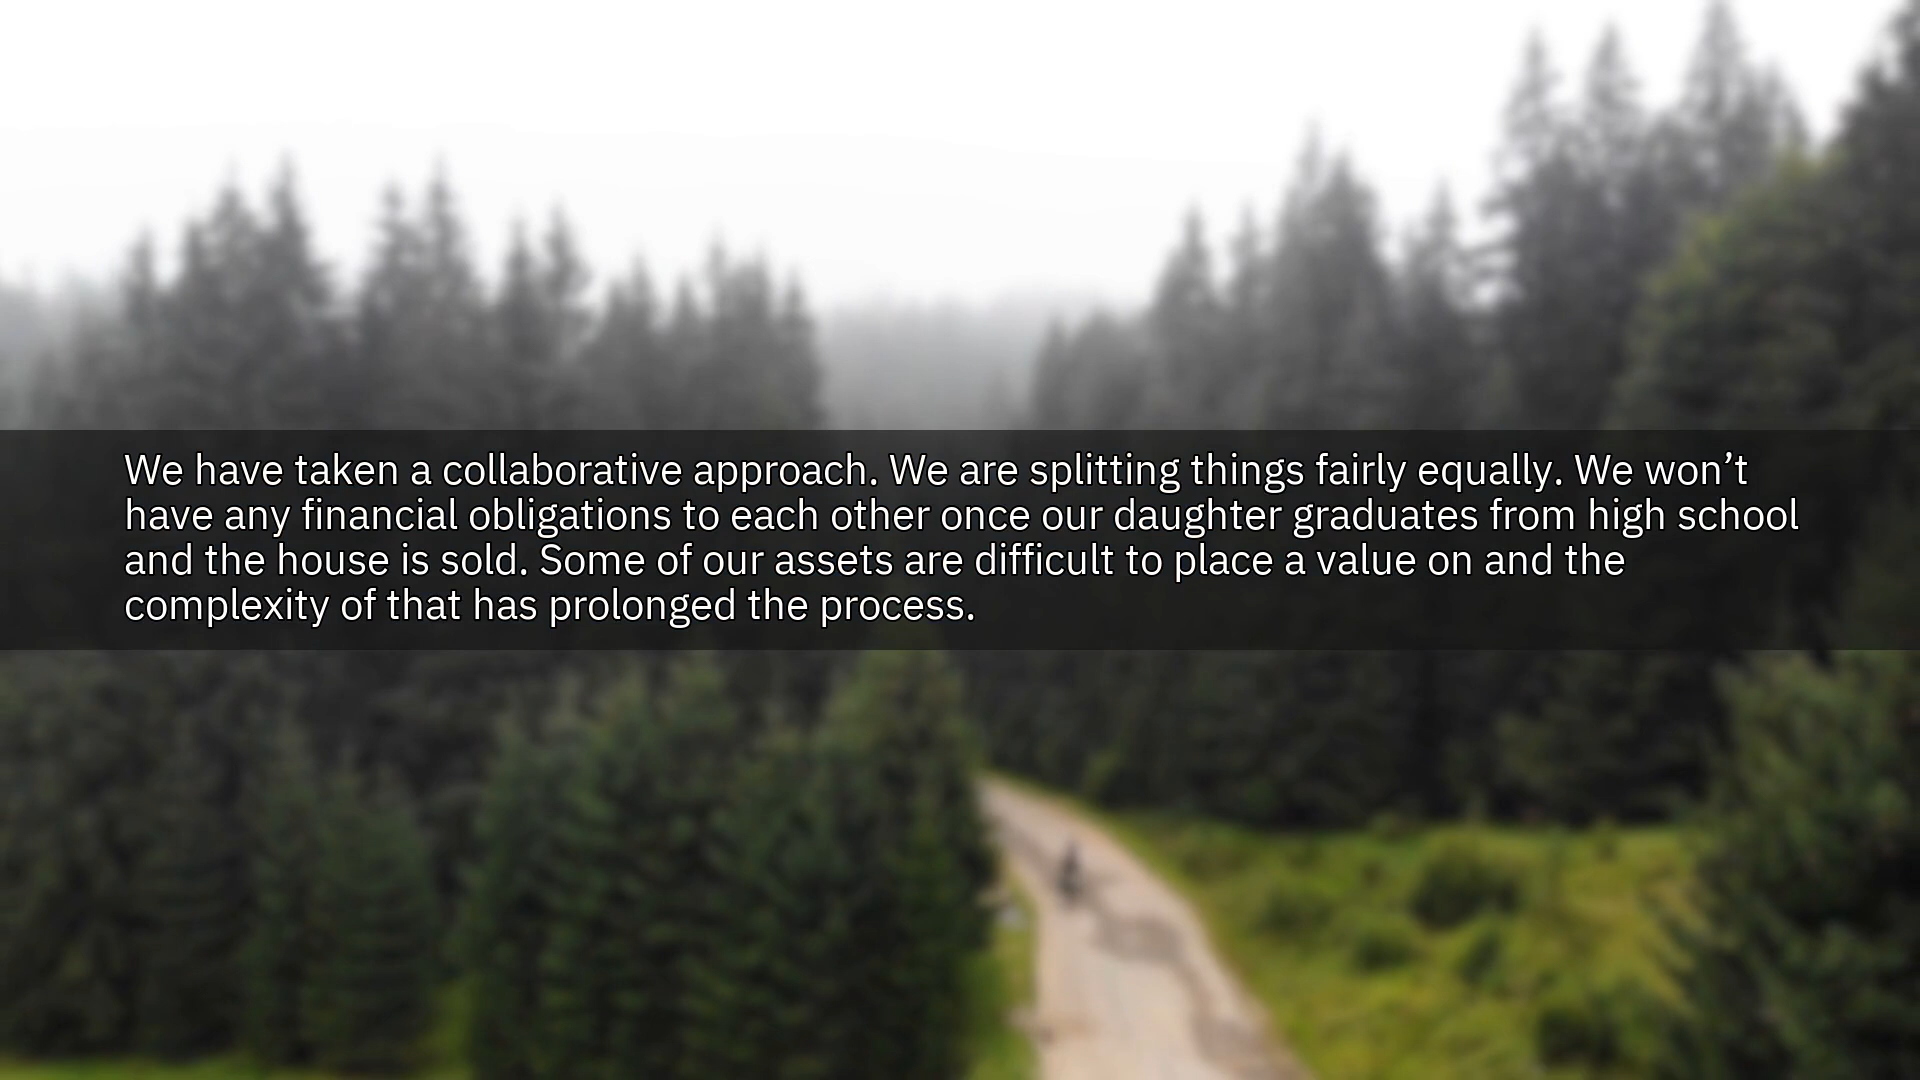 We have taken a collaborative approach. We are splitting things fairly equally. We won’t
have any financial obligations to each other once our daughter graduates from high school
and the house is sold. Some of our assets are difficult to place a value on and the
complexity of that has prolonged the process.